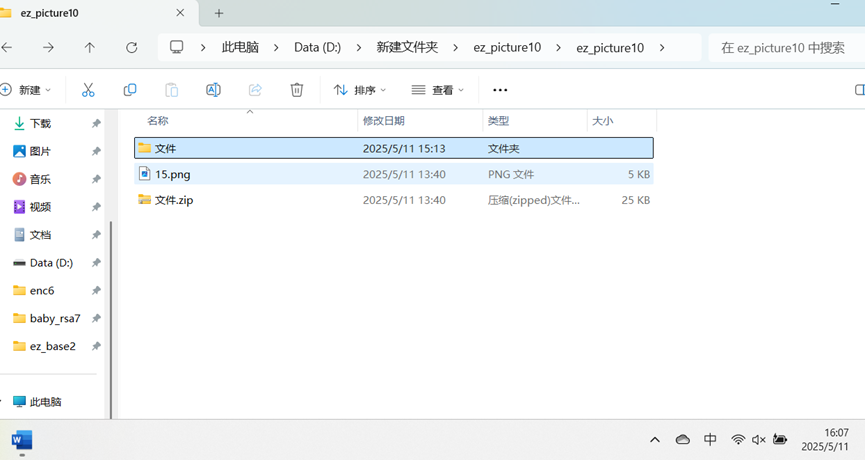 ez_picture10
此电脑 Data (D:) 新建文件夹 ez_picture10 ez_picture10
在 ez_picture10 中搜索
新建 排序 查看
名称 修改日期 类型 大小
文件 2025/5/11 15:13 文件夹
15.png 2025/5/11 13:40 PNG 文件 5 KB
文件.zip 2025/5/11 13:40 压缩(zipped)文件... 25 KB
下载
图片
音乐
视频
文档
Data (D:)
enc6
baby_rsa7
ez_base2
此电脑
中
16:07
2025/5/11